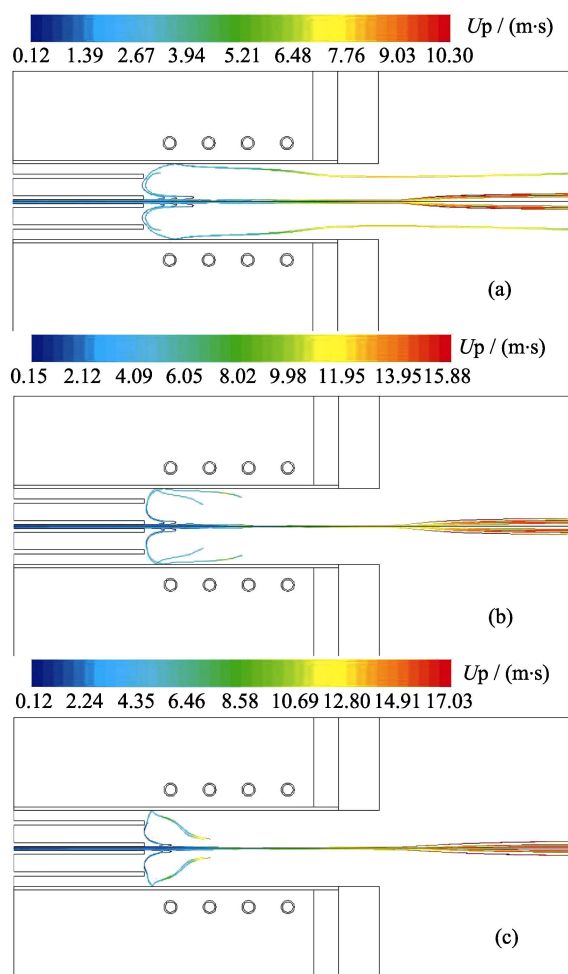 Up / (m·s)
0.12 1.39 2.67 3.94 5.21 6.48 7.76 9.03 10.30
(a)
Up / (m·s)
0.15 2.12 4.09 6.05 8.02 9.98 11.95 13.95 15.88
(b)
Up / (m·s)
0.12 2.24 4.35 6.46 8.58 10.69 12.80 14.91 17.03
(c)